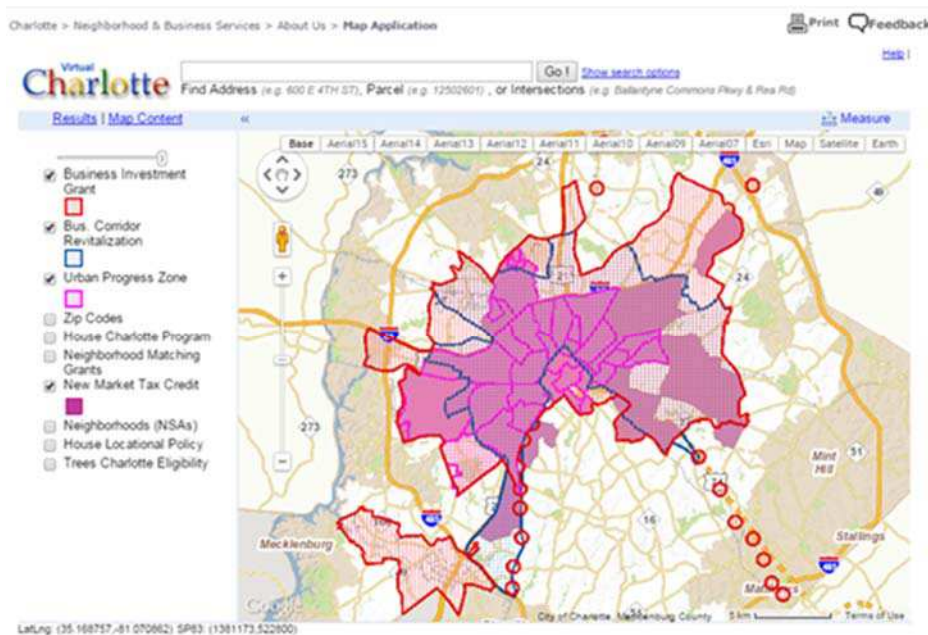 Charlotte > Neighborhood & Business Services > About Us > Map Application
Print Feedback
Help |
Virtual
Charlotte
Go ! Show search options
Find Address (e.g. 600 E 4TH ST), Parcel (e.g. 12502601) , or Intersections (e.g. Ballantyne Commons Pkwy & Rea Rd)
Results | Map Content
«
Measure
Base Aerial15 Aerial14 Aerial13 Aerial12 Aerial11 Aerial10 Aerial09 Aerial07 Esri Map Satellite Earth
Business Investment
Grant
Bus. Corridor
Revitalization
Urban Progress Zone
Zip Codes
House Charlotte Program
Neighborhood Matching
Grants
New Market Tax Credit
Neighborhoods (NSAs)
House Locational Policy
Trees Charlotte Eligibility
273
24
485
49
24
273
Mint
Hill
51
16
Stallings
Mecklenburg
485
485
Google
City of Charlotte, Mecklenburg County
5 km
Terms of Use
LatLng: (35.168757,-81.070862) SP83: (1381173,522800)